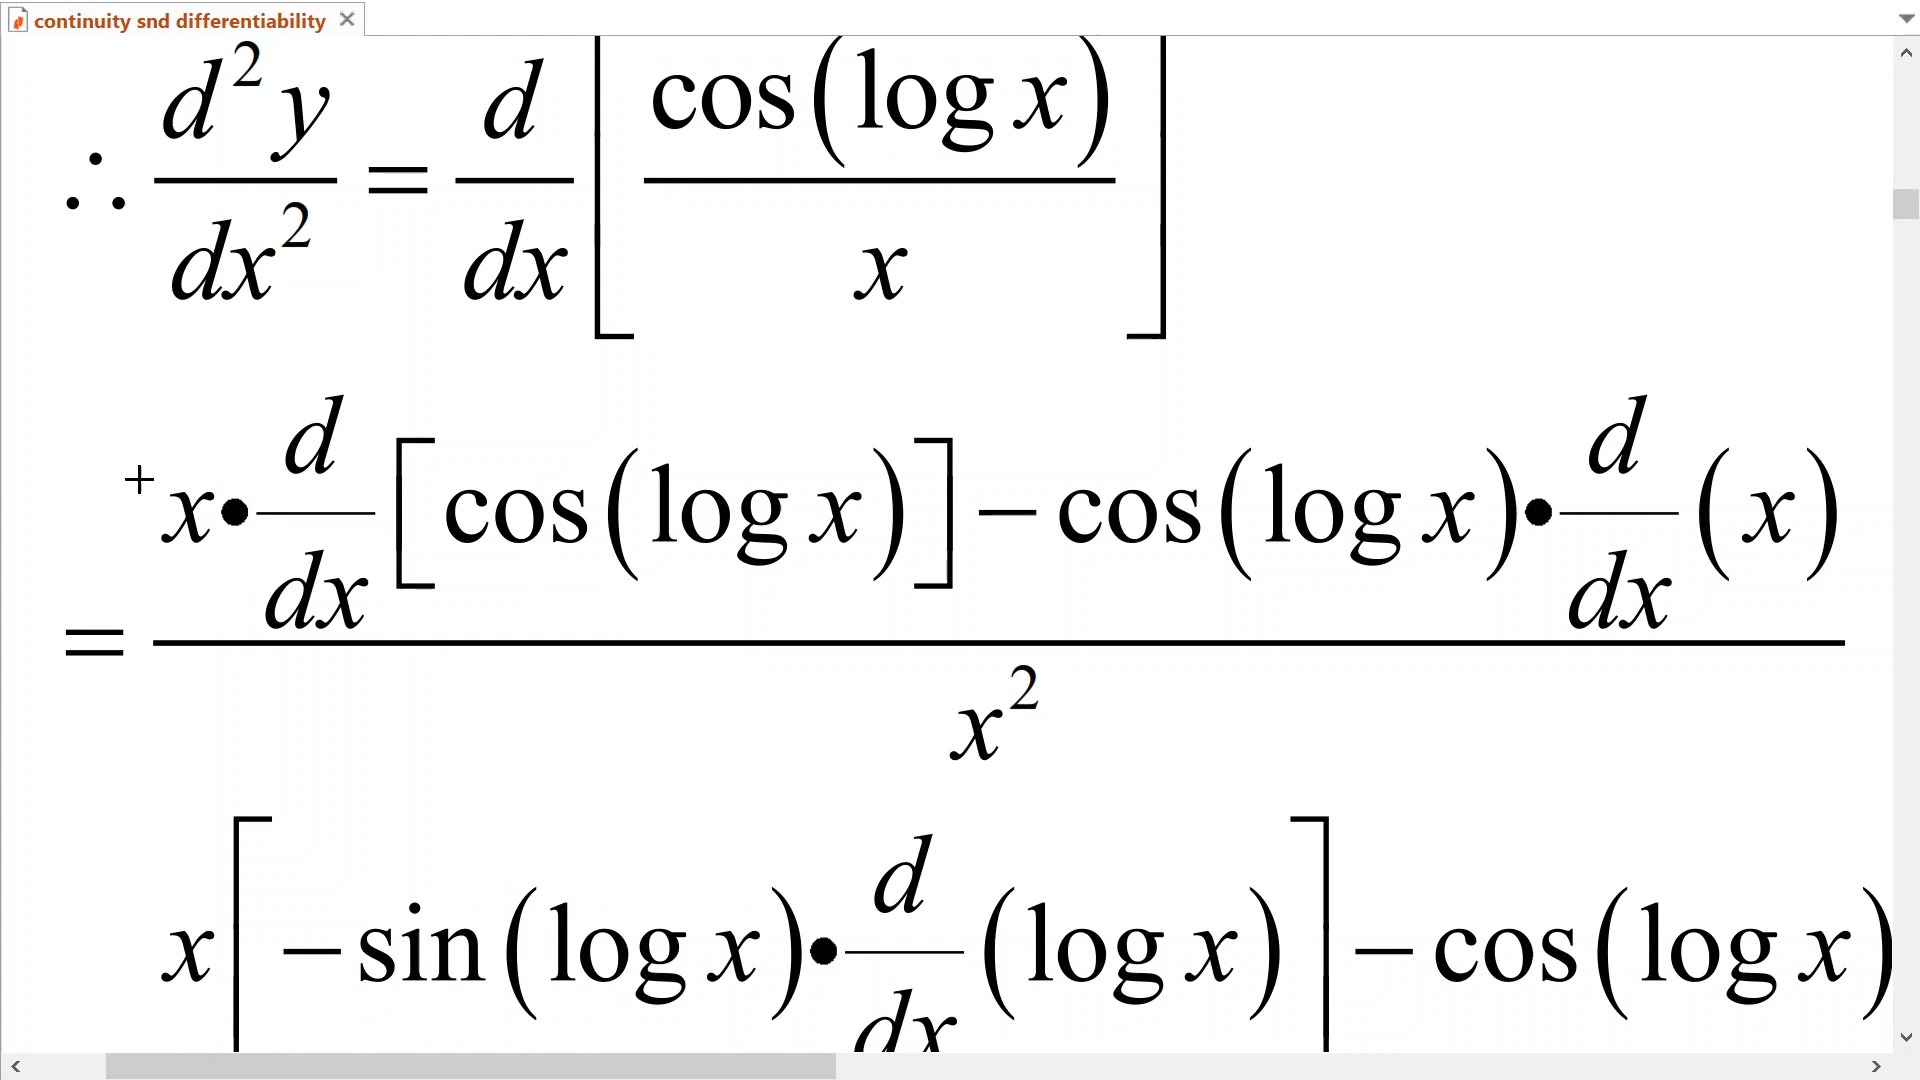 continuity snd differentiability
∴ d²y/dx² = d/dx [ cos(log x) / x ]
= ( x • d/dx [cos(log x)] − cos(log x) • d/dx (x) ) / x²
x [ − sin(log x) • d/dx (log x) ] − cos(log x)